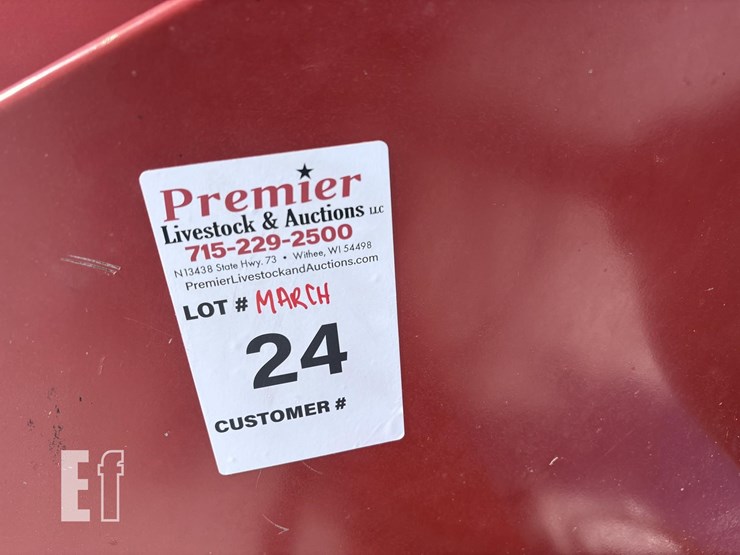 Premier
Livestock & Auctions LLC
715-229-2500
N13438 State Hwy. 73 • Withee, WI 54498
PremierLivestockandAuctions.com
LOT # MARCH
24
CUSTOMER #
Ef